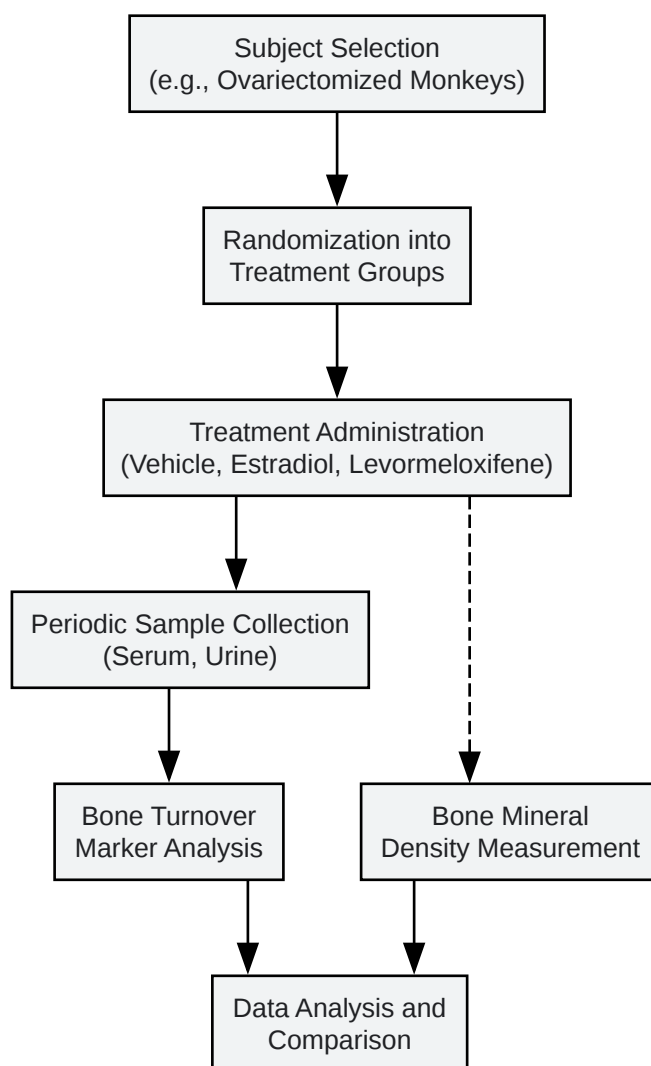 Subject Selection
(e.g., Ovariectomized Monkeys)
Randomization into
Treatment Groups
Treatment Administration
(Vehicle, Estradiol, Levormeloxifene)
Periodic Sample Collection
(Serum, Urine)
Bone Turnover
Marker Analysis
Bone Mineral
Density Measurement
Data Analysis and
Comparison